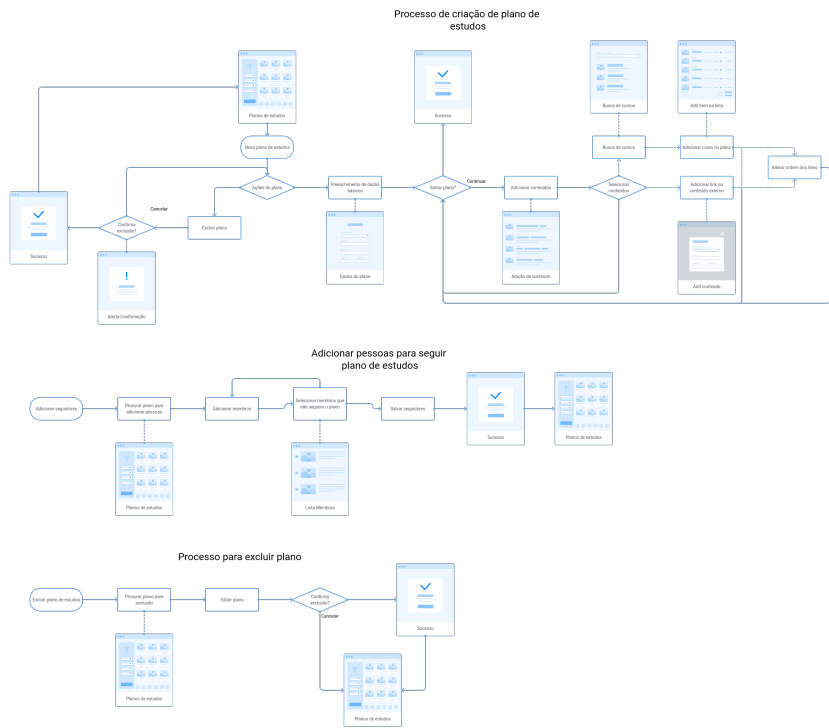 Processo de criação de plano de
estudos
Planos de estudos
Sucesso
Busca de cursos
Add item na lista
Novo plano de estudos
Busca de cursos
Adicionar curso no plano
Alterar ordem dos itens
Ações do plano
Preenchimento de dados
básicos
Salvar plano?
Continuar
Adicionar conteúdos
Selecionar
conteúdos
Adicionar link ou
conteúdo externo
Cancelar
Confirma
exclusão?
Excluir plano
Sucesso
Dados do plano
Adição de conteúdo
Add conteúdo
Alerta Confirmação
Adicionar pessoas para seguir
plano de estudos
Adicionar seguidores
Procurar plano para
adicionar pessoas
Adicionar membros
Selecionar membros que
não seguem o plano
Salvar seguidores
Sucesso
Planos de estudos
Planos de estudos
Lista Membros
Processo para excluir plano
Excluir plano de estudos
Procurar plano para
exclusão
Editar plano
Confirma
exclusão?
Cancelar
Sucesso
Planos de estudos
Planos de estudos